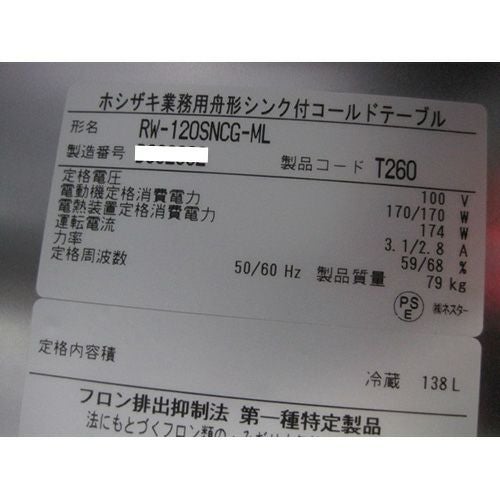 ホシザキ業務用舟形シンク付コールドテーブル
形名 RW-120SNCG-ML
製造番号
製品コード T260
定格電圧 100 V
電動機定格消費電力 170/170 W
電熱装置定格消費電力 174 W
運転電流 3.1/2.8 A
力率 59/68 %
定格周波数 50/60 Hz 製品質量 79 kg
PS E ㈱ネスター
定格内容積
冷蔵 138 L
フロン排出抑制法 第一種特定製品
法にもとづくフロン類の